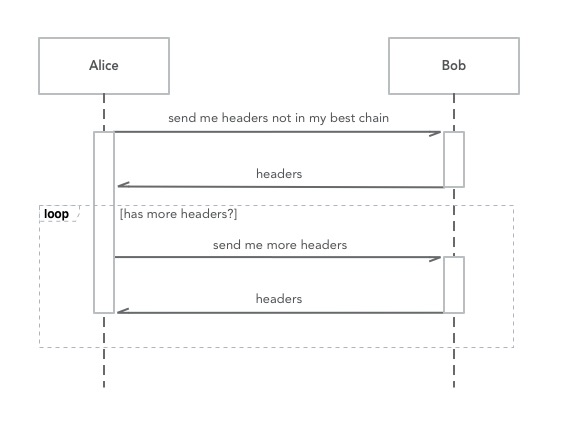 Alice
Bob
send me headers not in my best chain
headers
loop
[has more headers?]
send me more headers
headers